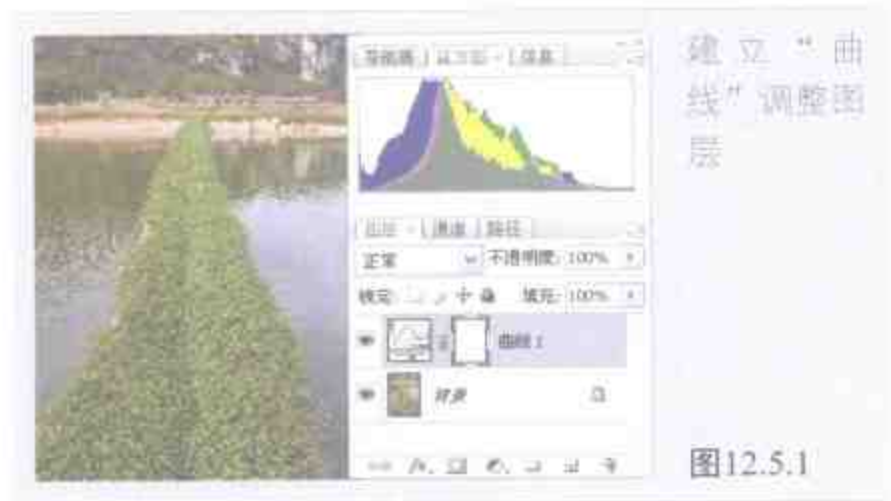 导航器 直方图 信息
图层 通道 路径
正常 不透明度: 100%
锁定: 填充: 100%
曲线 1
背景
建立“曲
线”调整图
层
图12.5.1